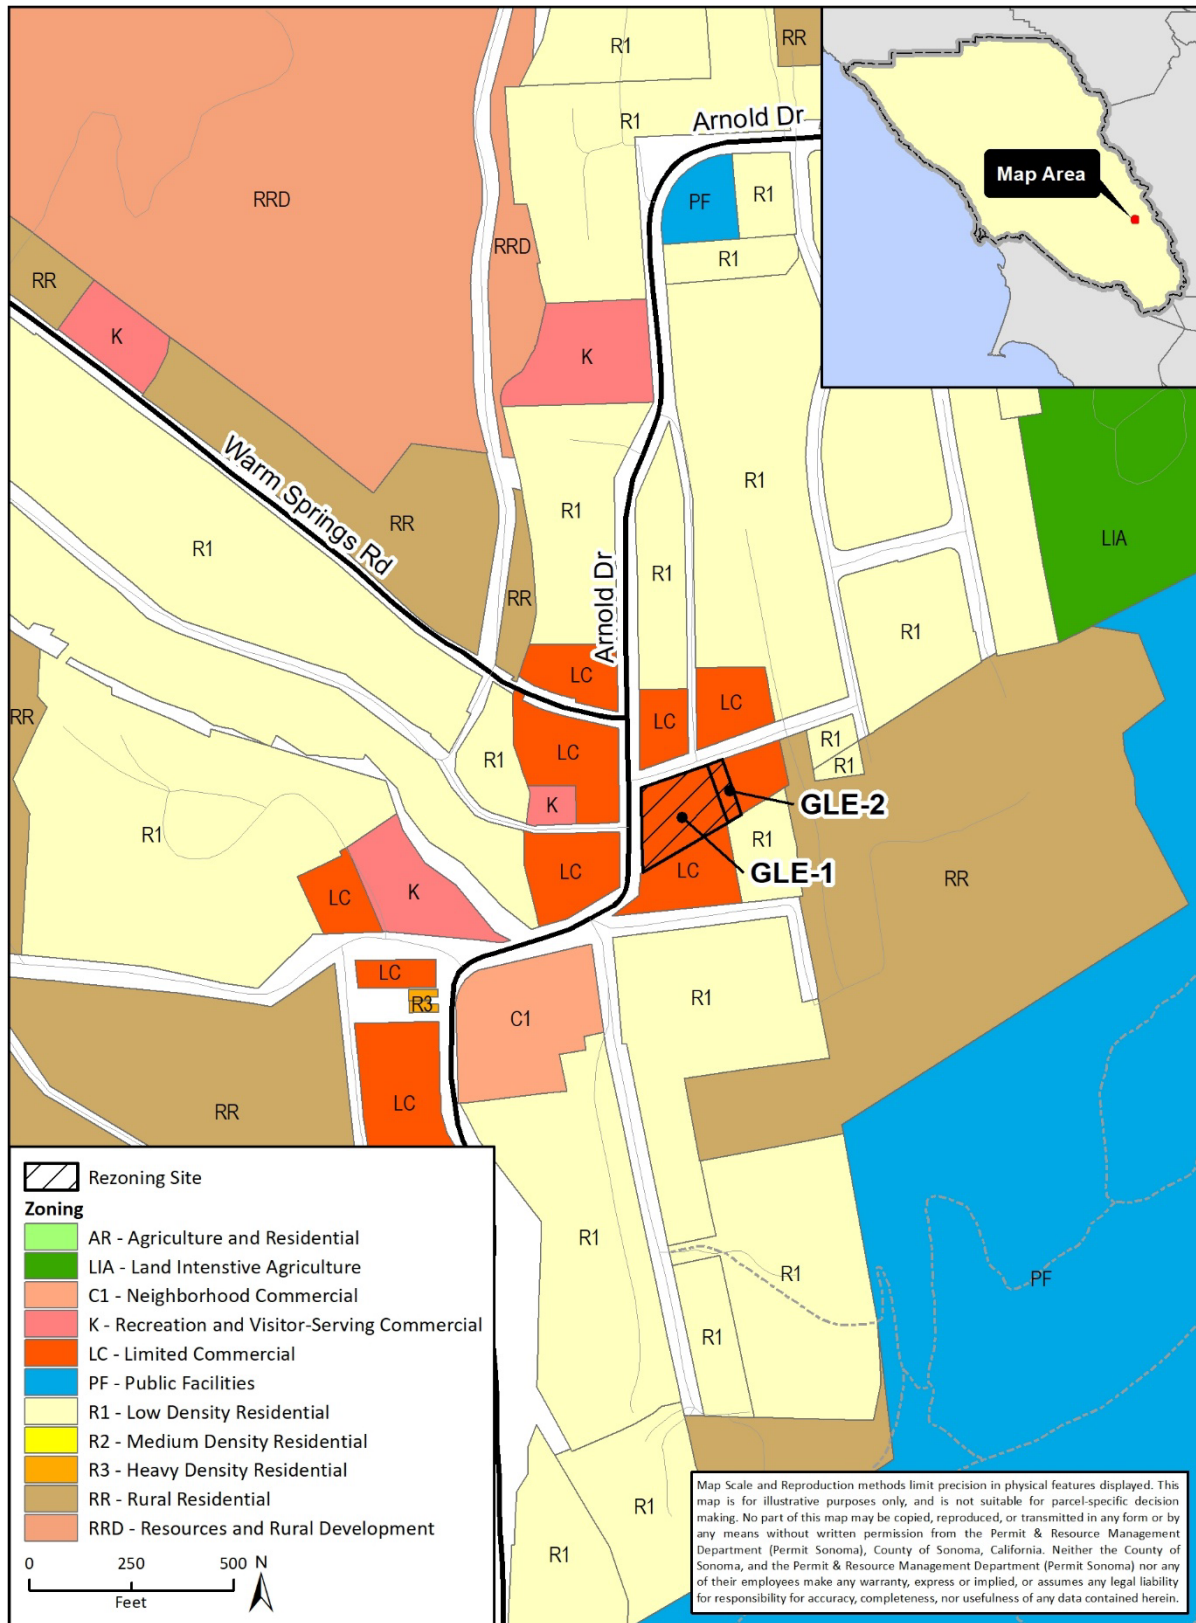 R1
RR
Arnold Dr
R1
RRD
PF
R1
RRD
R1
RR
K
K
Map Area
Warm Springs Rd
R1
R1
RR
R1
R1
LIA
RR
Arnold Dr
R1
LC
LC
LC
RR
R1
LC
R1
R1
K
GLE-2
R1
R1
LC
LC
GLE-1
RR
LC
K
LC
R3
C1
R1
RR
LC
R1
R1
PF
R1
R1
R1
Rezoning Site
Zoning
AR - Agriculture and Residential
LIA - Land Intenstive Agriculture
C1 - Neighborhood Commercial
K - Recreation and Visitor-Serving Commercial
LC - Limited Commercial
PF - Public Facilities
R1 - Low Density Residential
R2 - Medium Density Residential
R3 - Heavy Density Residential
RR - Rural Residential
RRD - Resources and Rural Development
0 250 500 N
Feet
Map Scale and Reproduction methods limit precision in physical features displayed. This
map is for illustrative purposes only, and is not suitable for parcel-specific decision
making. No part of this map may be copied, reproduced, or transmitted in any form or by
any means without written permission from the Permit & Resource Management
Department (Permit Sonoma), County of Sonoma, California. Neither the County of
Sonoma, and the Permit & Resource Management Department (Permit Sonoma) nor any
of their employees make any warranty, express or implied, or assumes any legal liability
for responsibility for accuracy, completeness, nor usefulness of any data contained herein.